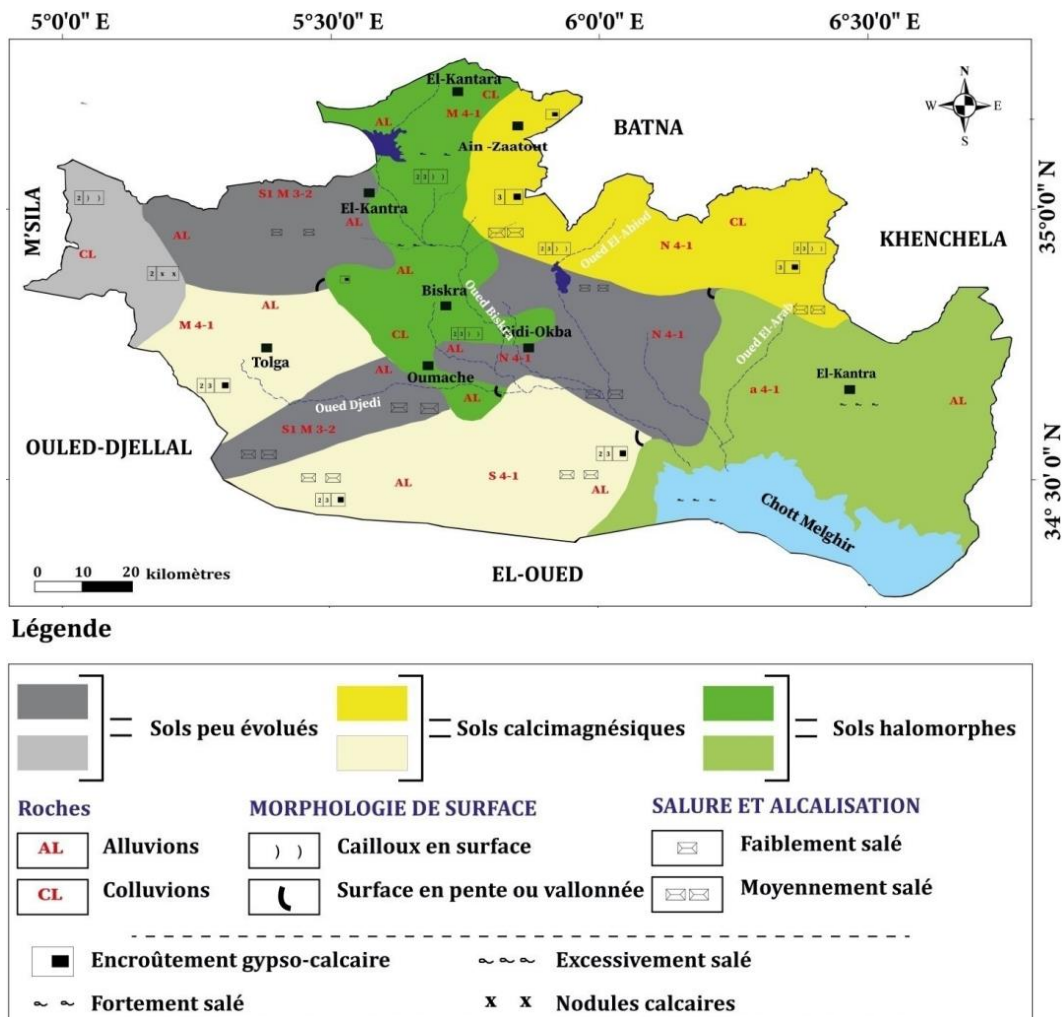 5°0'0" E 5°30'0" E 6°0'0" E 6°30'0" E
El-Kantara
CL
M 4-1
AL
N
W E
S
BATNA
Ain -Zaatout
M'SILA
S1 M 3-2
El-Kantra
AL
AL
CL
35°0'0 N
KHENCHELA
Oued El-Abiod
CL
N 4-1
AL
Biskra
Oued Biskra
CL
AL
M 4-1
Tolga
AL
N 4-1
Oumache
AL
AL
N 4-1
Oued El-Arab
El-Kantra
a 4-1
AL
Oued Djedi
S1 M 3-2
OULED-DJELLAL
AL
S 4-1
AL
34° 30' 0" N
Chott Melghir
0 10 20 kilomètres
EL-OUED
Légende
Sols peu évolués Sols calcimagnésiques Sols halomorphes
Roches MORPHOLOGIE DE SURFACE SALURE ET ALCALISATION
AL Alluvions ) ) Cailloux en surface Faiblement salé
CL Colluvions Surface en pente ou vallonnée Moyennement salé
Encroûtement gypso-calcaire Excessivement salé
Fortement salé x x Nodules calcaires